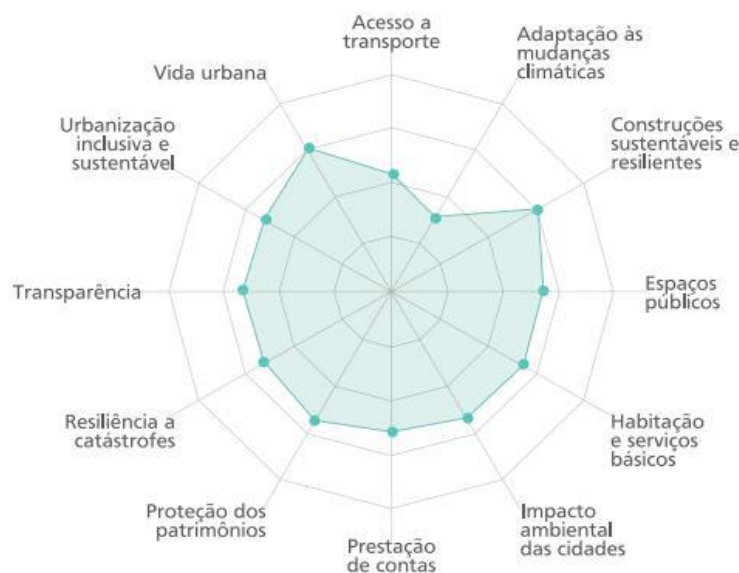 Acesso a
transporte
Adaptação às
mudanças
climáticas
Construções
sustentáveis e
resilientes
Espaços
públicos
Habitação
e serviços
básicos
Impacto
ambiental
das cidades
Prestação
de contas
Proteção dos
patrimônios
Resiliência a
catástrofes
Transparência
Urbanização
inclusiva e
sustentável
Vida urbana